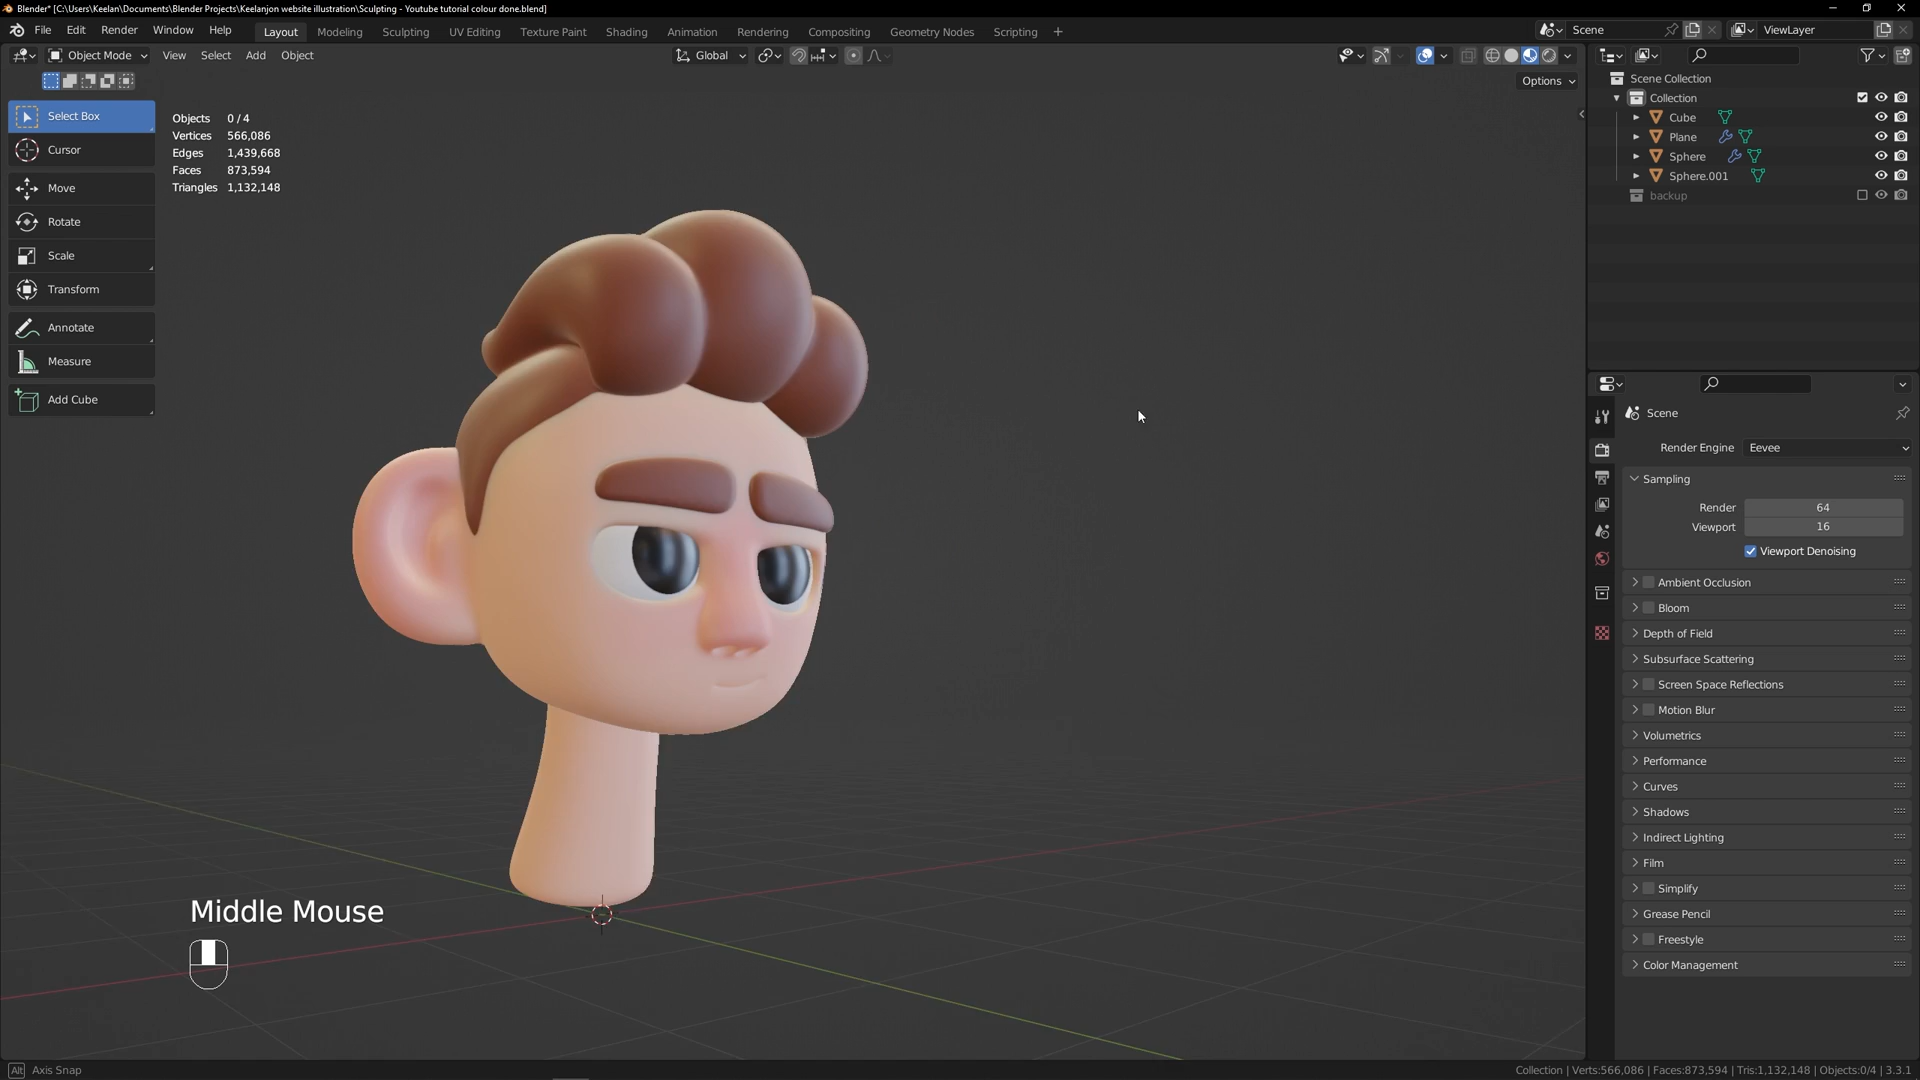 Blender* [C:\Users\Keelan\Documents\Blender Projects\Keelanjon website illustration\Sculpting - Youtube tutorial colour done.blend]
File Edit Render Window Help Layout Modeling Sculpting UV Editing Texture Paint Shading Animation Rendering Compositing Geometry Nodes Scripting + Scene ViewLayer
Object Mode View Select Add Object Global
Options
Select Box
Cursor
Move
Rotate
Scale
Transform
Annotate
Measure
Add Cube
Objects 0 / 4
Vertices 566,086
Edges 1,439,668
Faces 873,594
Triangles 1,132,148
Middle Mouse
Scene Collection
Collection
Cube
Plane
Sphere
Sphere.001
backup
Scene
Render Engine Eevee
Sampling
Render 64
Viewport 16
Viewport Denoising
Ambient Occlusion
Bloom
Depth of Field
Subsurface Scattering
Screen Space Reflections
Motion Blur
Volumetrics
Performance
Curves
Shadows
Indirect Lighting
Film
Simplify
Grease Pencil
Freestyle
Color Management
Alt Axis Snap
Collection | Verts:566,086 | Faces:873,594 | Tris:1,132,148 | Objects:0/4 | 3.3.1